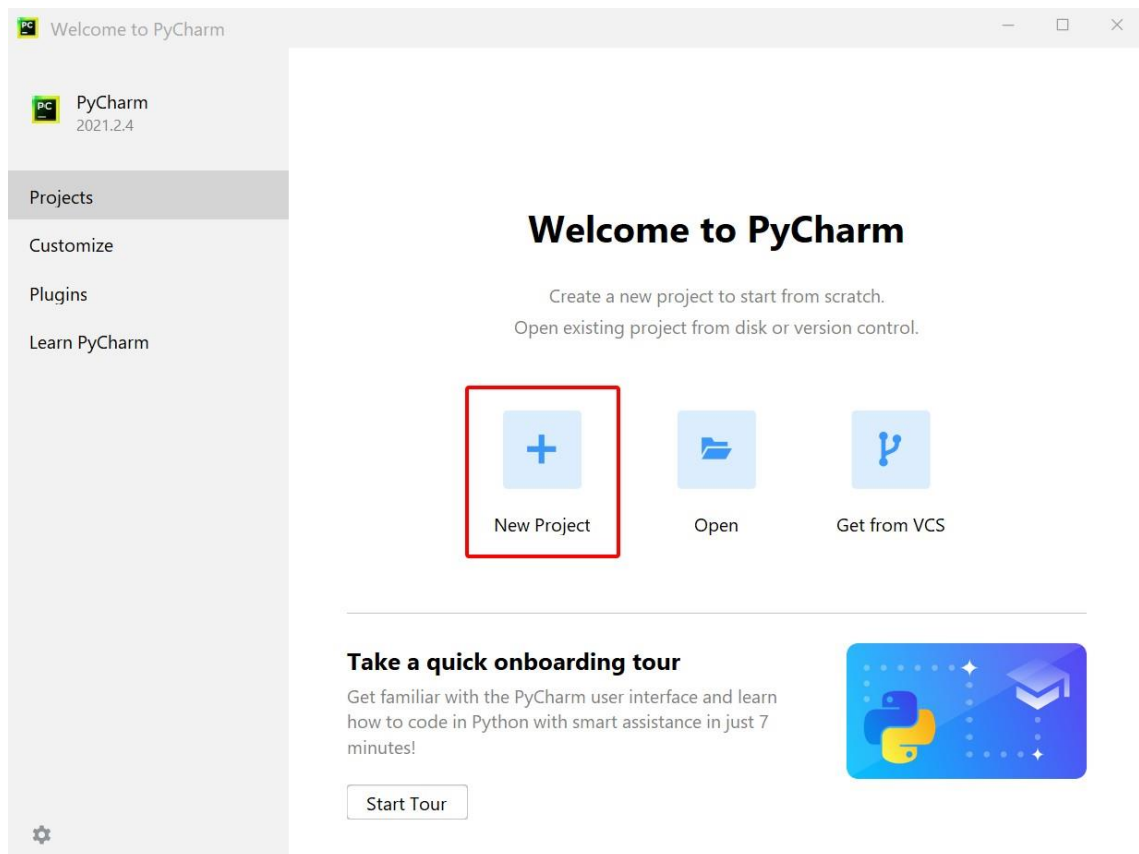 Welcome to PyCharm
PyCharm
2021.2.4
Projects
Customize
Plugins
Learn PyCharm
Welcome to PyCharm
Create a new project to start from scratch.
Open existing project from disk or version control.
New Project
Open
Get from VCS
Take a quick onboarding tour
Get familiar with the PyCharm user interface and learn
how to code in Python with smart assistance in just 7
minutes!
Start Tour